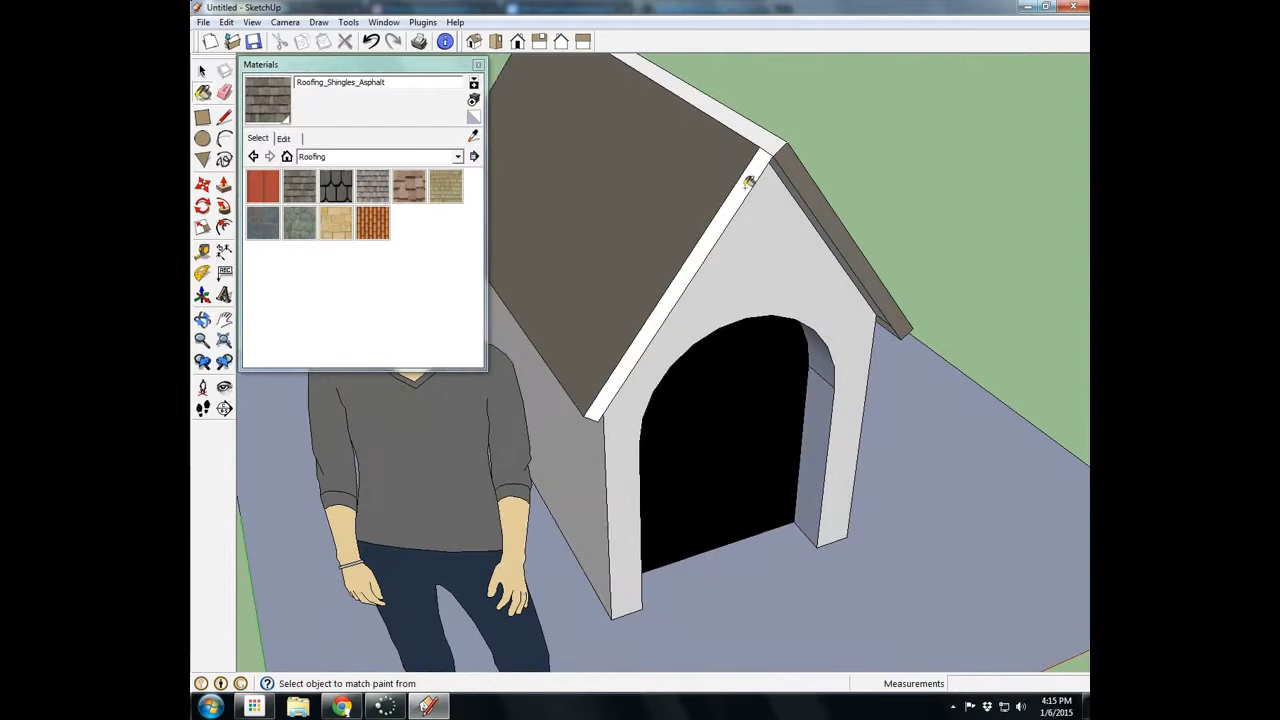 Untitled - SketchUp
File Edit View Camera Draw Tools Window Plugins Help
Materials
Roofing_Shingles_Asphalt
Select Edit
Roofing
ABC
Select object to match paint from
Measurements
4:15 PM
1/6/2015